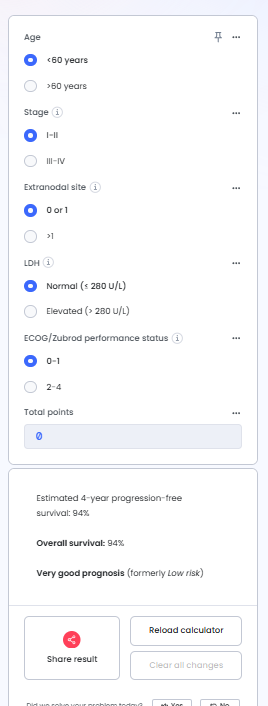 Age
<60 years
>60 years
Stage
I-II
III-IV
Extranodal site
0 or 1
>1
LDH
Normal (≤ 280 U/L)
Elevated (> 280 U/L)
ECOG/Zubrod performance status
0-1
2-4
Total points
0
Estimated 4-year progression-free
survival: 94%
Overall survival: 94%
Very good prognosis (formerly Low risk)
Share result
Reload calculator
Clear all changes
Did we solve your problem today?
Yes
No